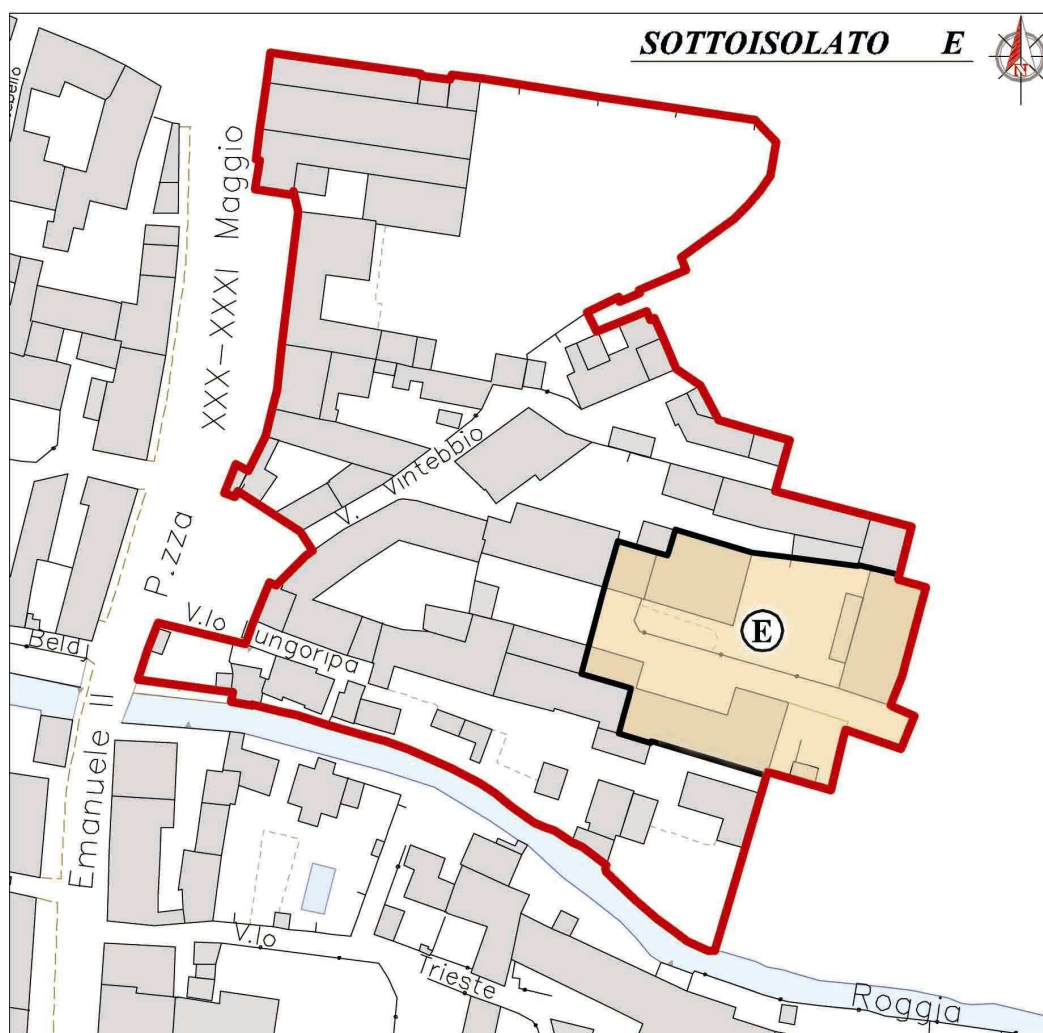 SOTTOISOLATO E
N
XXX-XXXI Maggio
V. Vintebbio
P.zza
E
V.lo Lungoripa
Emanuele II
V.lo
Trieste
Roggia